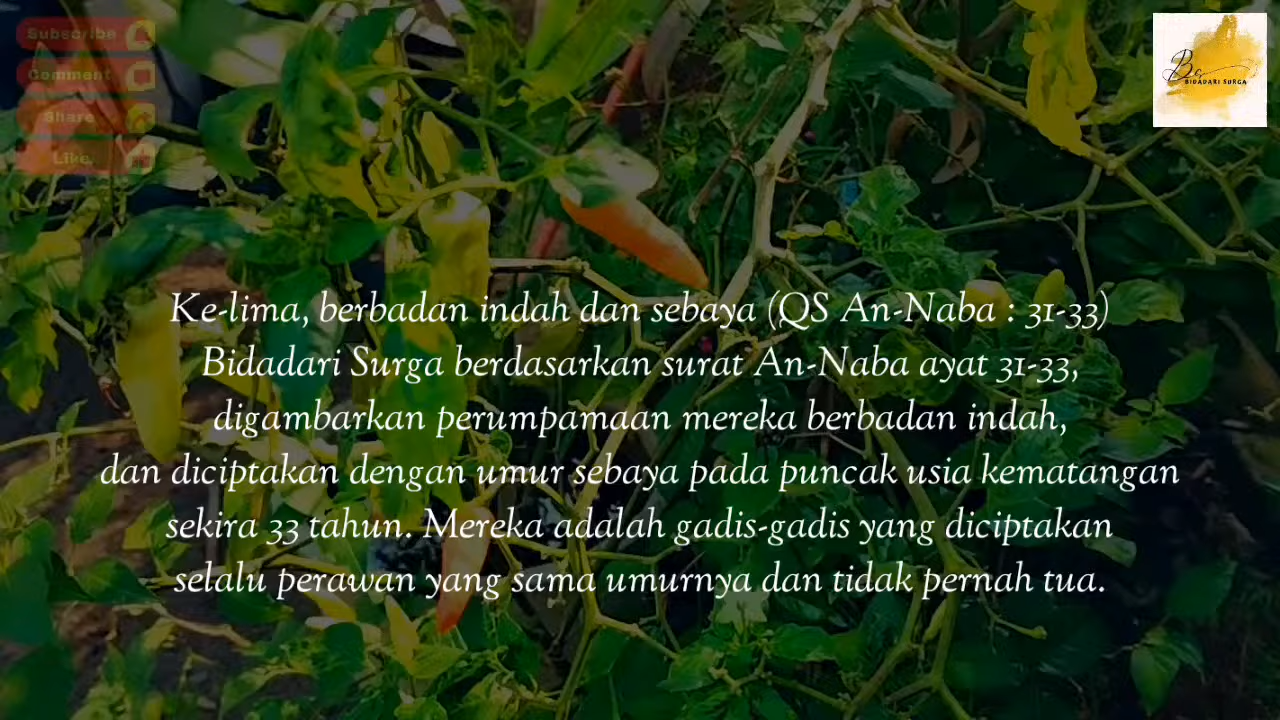 Subscribe
Comment
Share
Like
Bs
BIDADARI SURGA
Ke-lima, berbadan indah dan sebaya (QS An-Naba : 31-33)
Bidadari Surga berdasarkan surat An-Naba ayat 31-33,
digambarkan perumpamaan mereka berbadan indah,
dan diciptakan dengan umur sebaya pada puncak usia kematangan
sekira 33 tahun. Mereka adalah gadis-gadis yang diciptakan
selalu perawan yang sama umurnya dan tidak pernah tua.